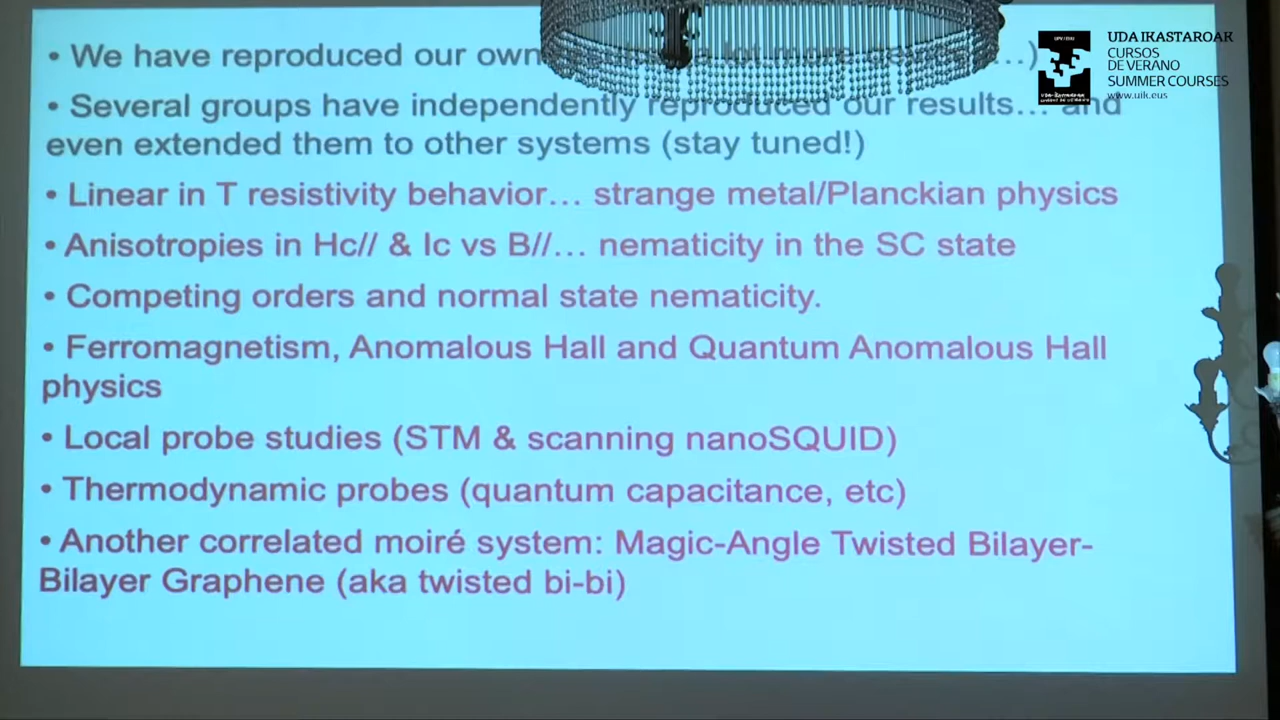 • We have reproduced our own lot more …)
• Several groups have independently reproduced our results… and
even extended them to other systems (stay tuned!)
• Linear in T resistivity behavior… strange metal/Planckian physics
• Anisotropies in Hc// & Ic vs B//… nematicity in the SC state
• Competing orders and normal state nematicity.
• Ferromagnetism, Anomalous Hall and Quantum Anomalous Hall
physics
• Local probe studies (STM & scanning nanoSQUID)
• Thermodynamic probes (quantum capacitance, etc)
• Another correlated moiré system: Magic-Angle Twisted Bilayer-
Bilayer Graphene (aka twisted bi-bi)
UDA IKASTAROAK
CURSOS
DE VERANO
SUMMER COURSES
www.uik.eus